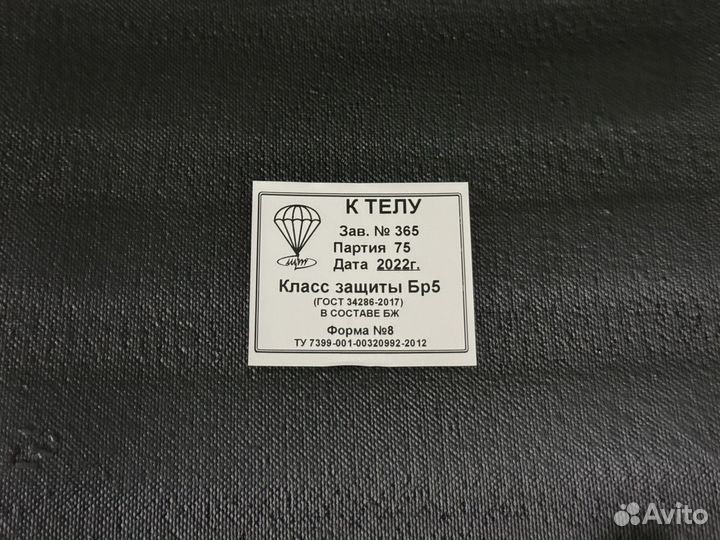 К ТЕЛУ
Зав. № 365
Партия 75
Дата 2022г.
Класс защиты Бр5
(ГОСТ 34286-2017)
В СОСТАВЕ БЖ
Форма №8
ТУ 7399-001-00320992-2012
Avito